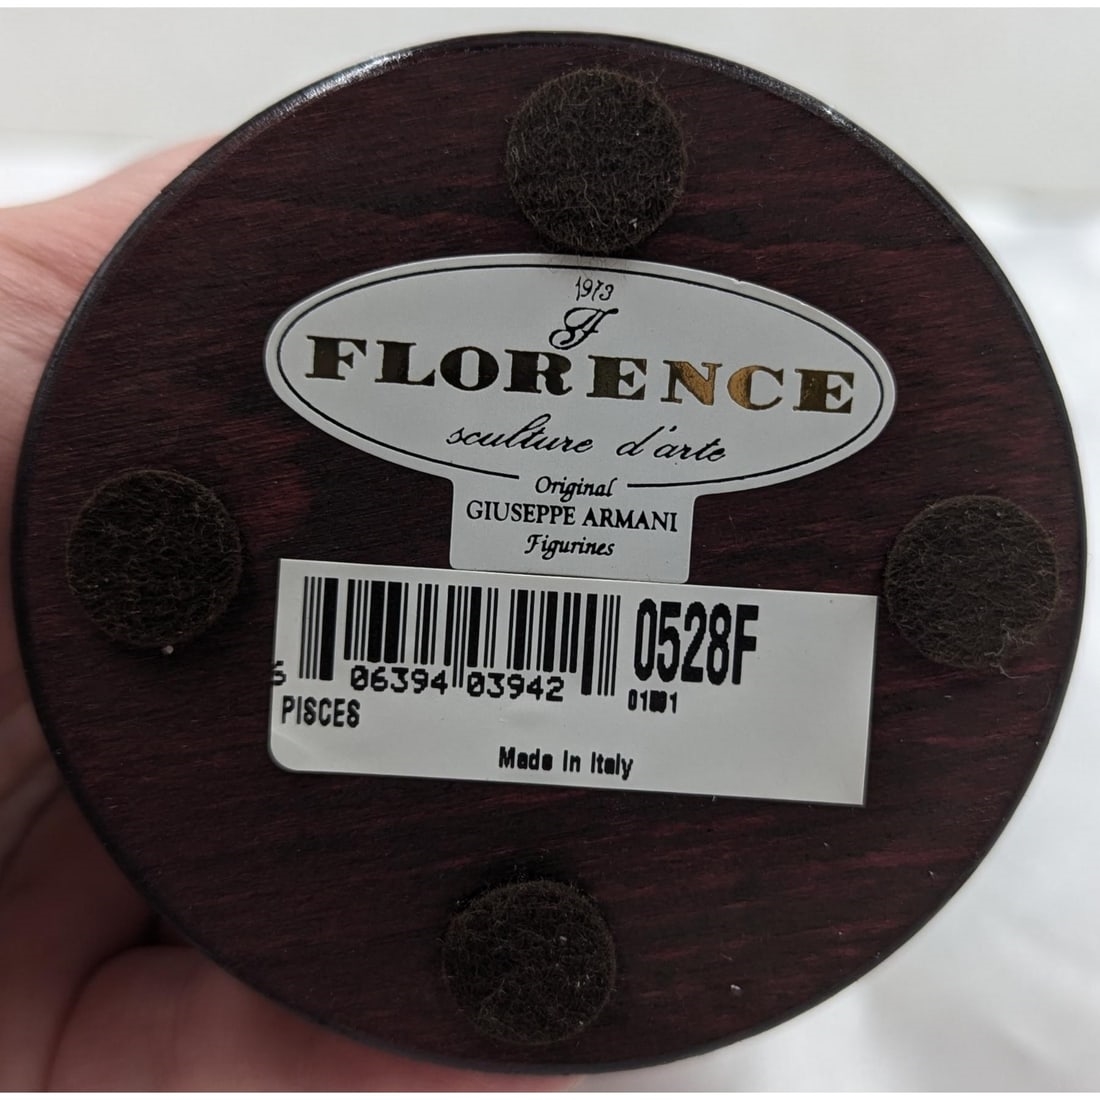 1973
FLORENCE
sculture d'arte
Original
GIUSEPPE ARMANI
Figurines
0528F
06394 03942
PISCES
Made in Italy